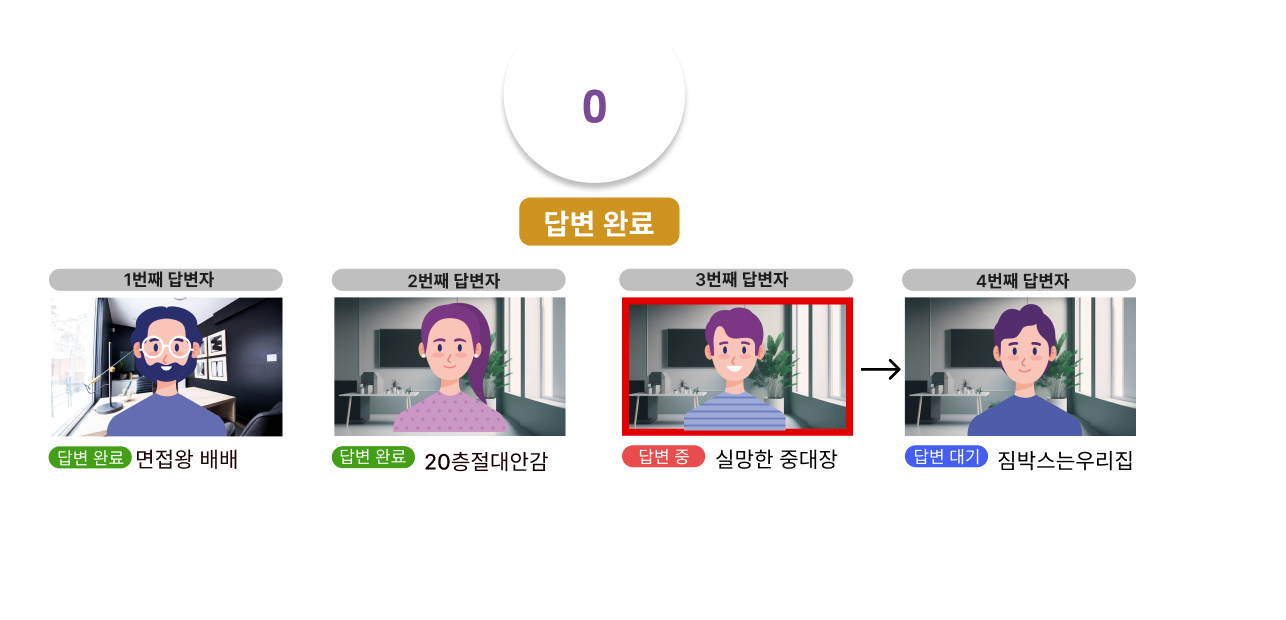 0
답변 완료
1번째 답변자
2번째 답변자
3번째 답변자
4번째 답변자
답변 완료 면접왕 배배
답변 완료 20층절대안감
답변 중 실망한 중대장
답변 대기 짐박스는우리집